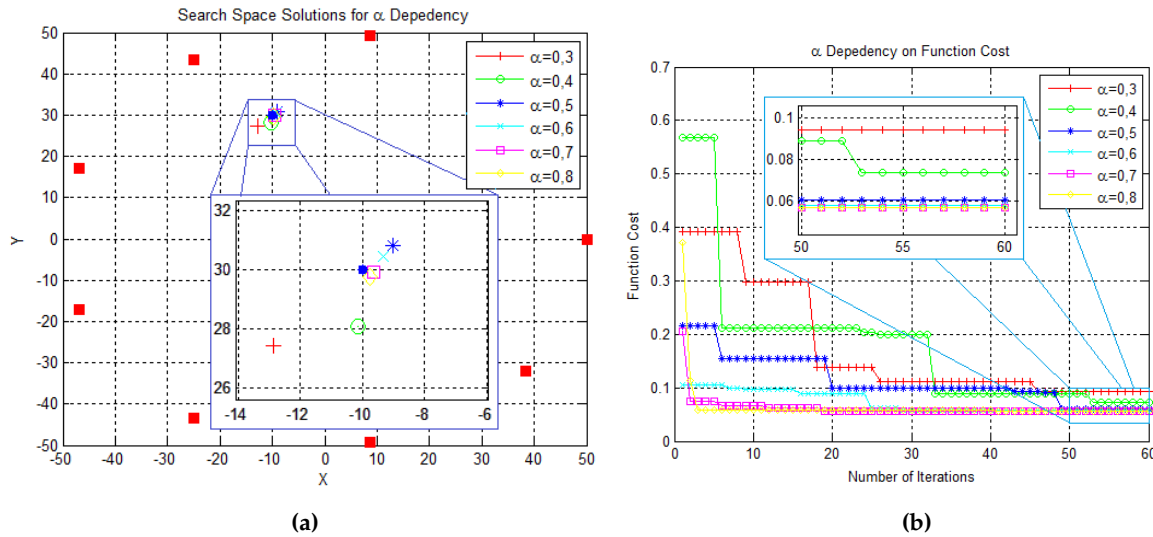 Search Space Solutions for α Depedency
50
40
30
20
10
0
-10
-20
-30
-40
-50
Y
-50 -40 -30 -20 -10 0 10 20 30 40 50
X
α=0,3
α=0,4
α=0,5
α=0,6
α=0,7
α=0,8
32
30
28
26
-14 -12 -10 -8 -6
(a)
α Depedency on Function Cost
0.7
0.6
0.5
0.4
0.3
0.2
0.1
0
Function Cost
0 10 20 30 40 50 60
Number of Iterations
α=0,3
α=0,4
α=0,5
α=0,6
α=0,7
α=0,8
0.1
0.08
0.06
50 55 60
(b)